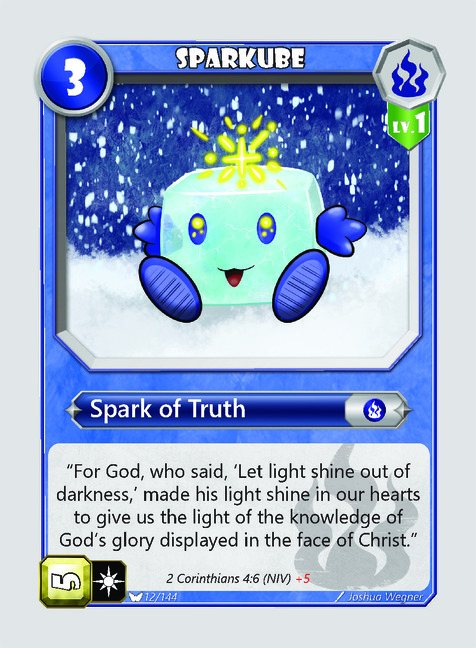 SPARKUBE
3
LV.1
Spark of Truth
“For God, who said, ‘Let light shine out of
darkness,’ made his light shine in our hearts
to give us the light of the knowledge of
God’s glory displayed in the face of Christ.”
2 Corinthians 4:6 (NIV) +5
12/144
Joshua Wegner